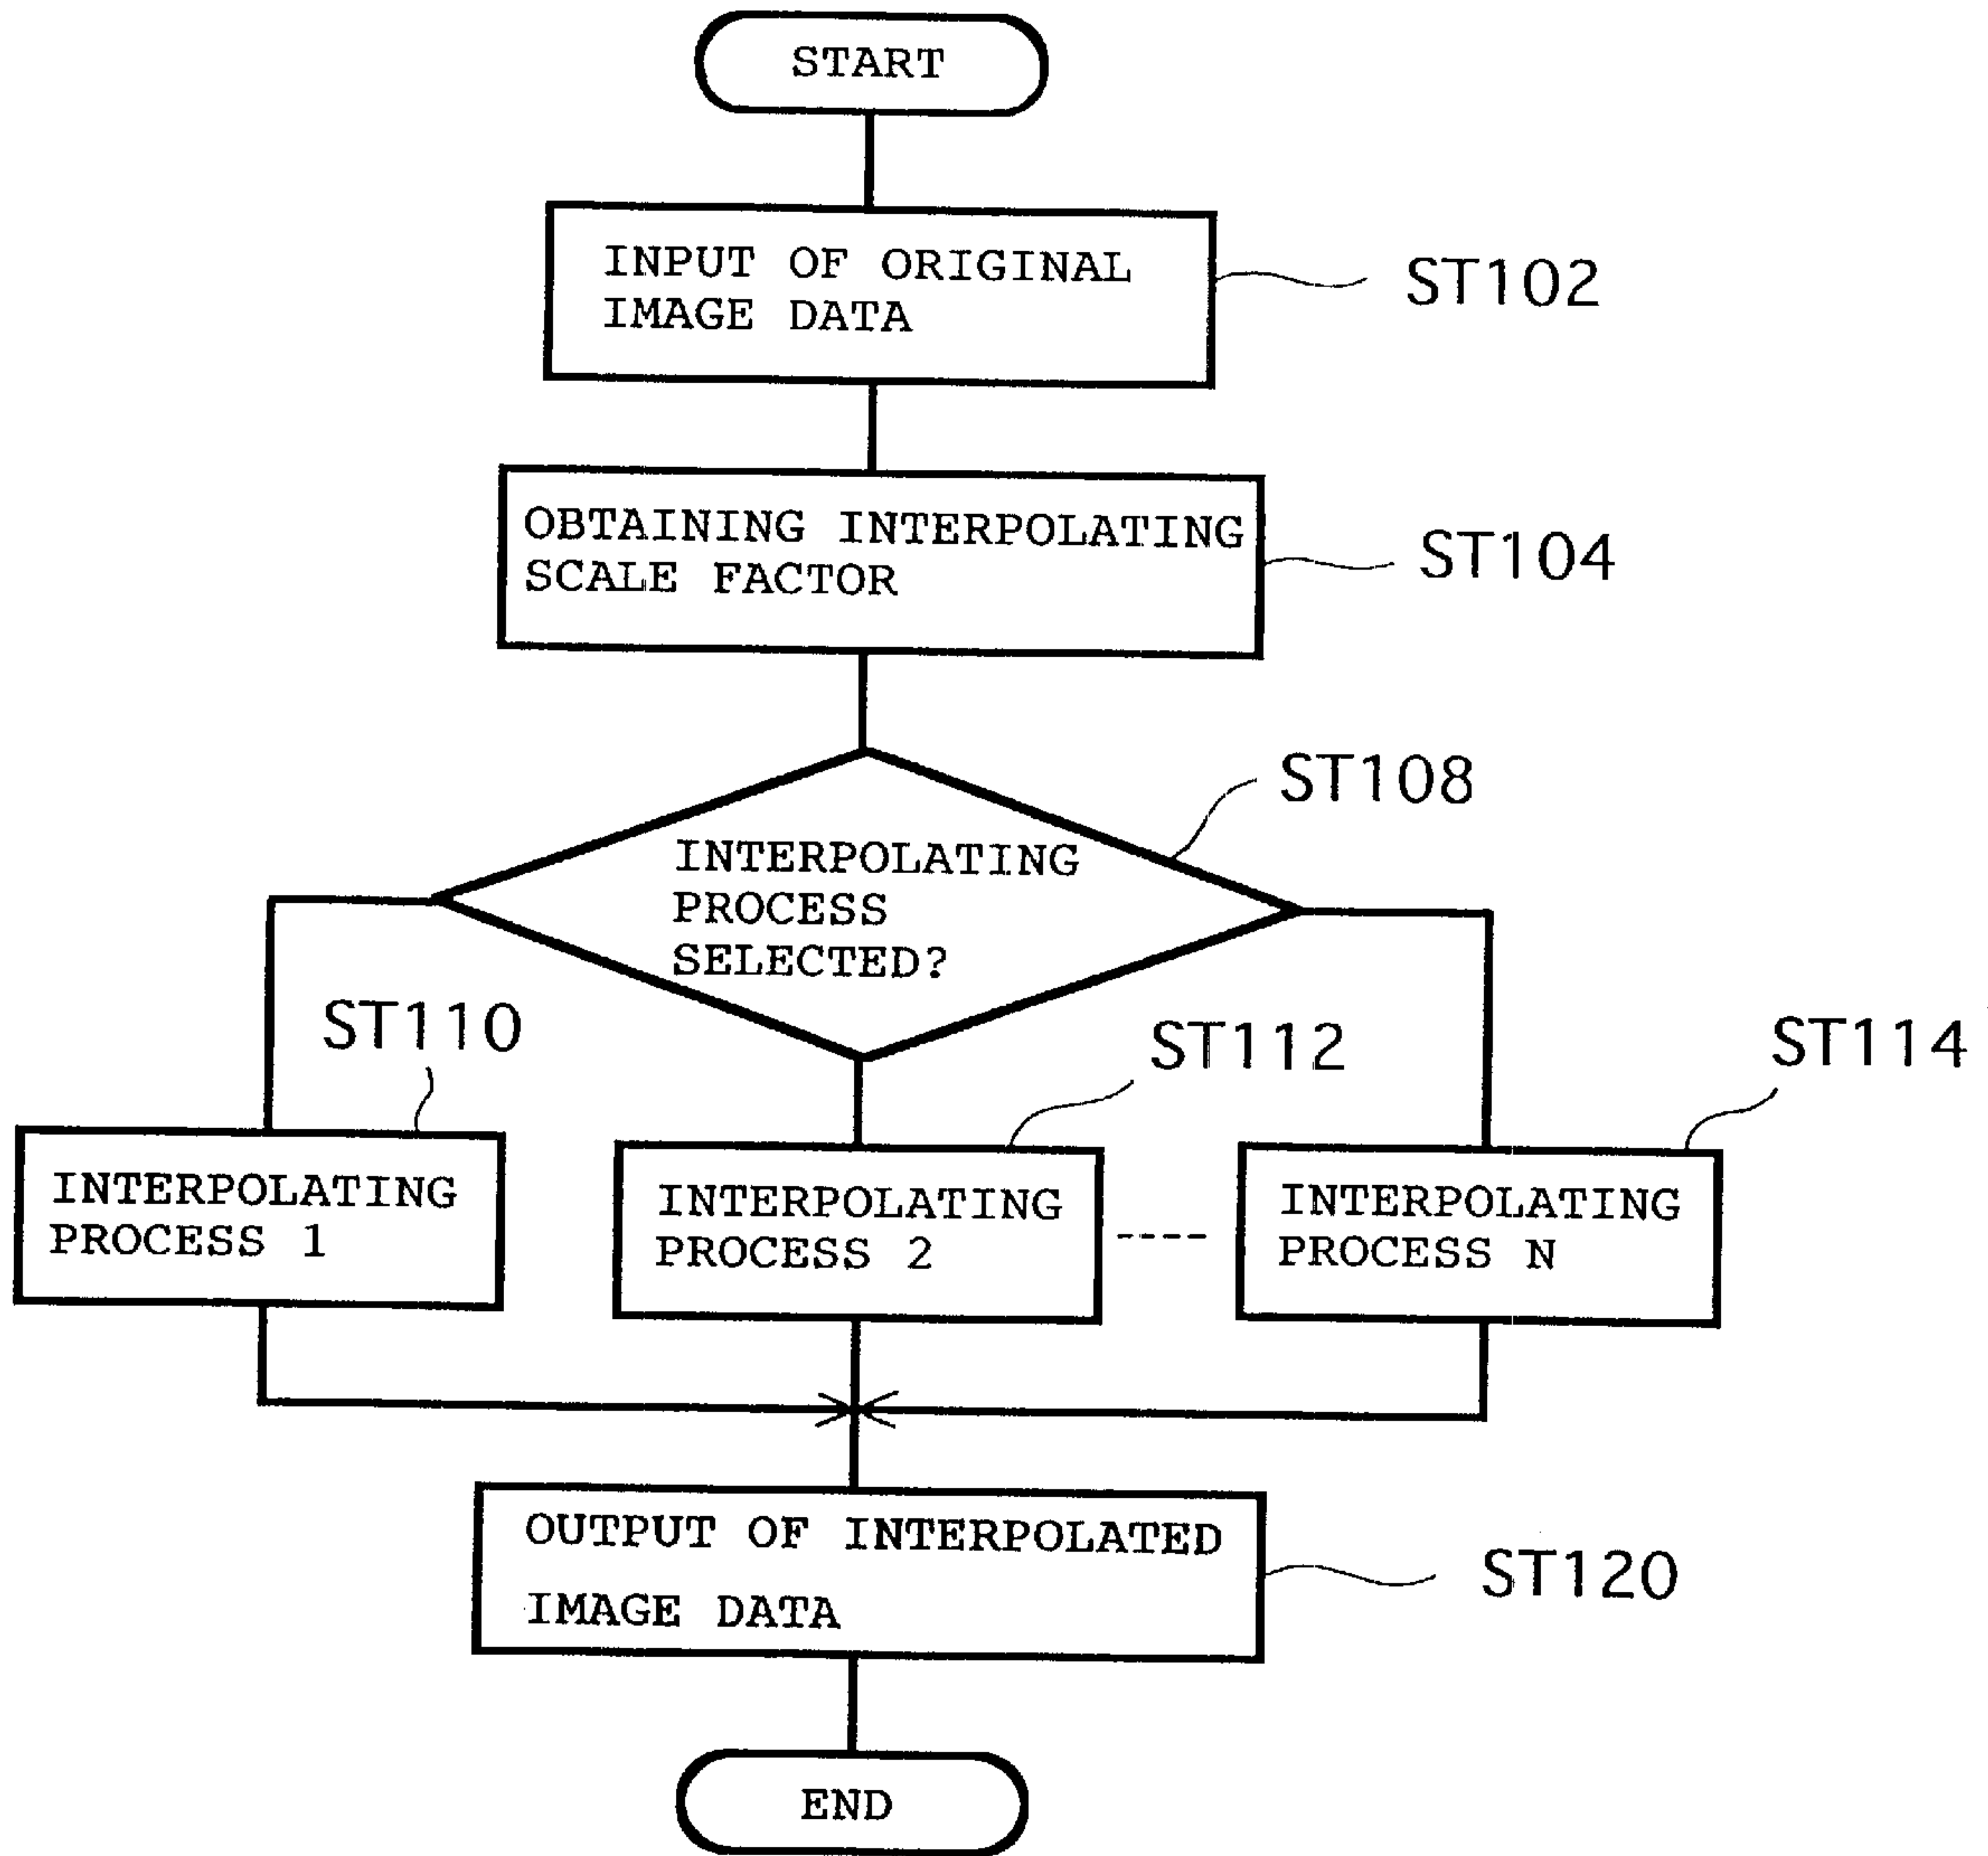 START
INPUT OF ORIGINAL
IMAGE DATA
ST102
OBTAINING INTERPOLATING
SCALE FACTOR
ST104
INTERPOLATING
PROCESS
SELECTED?
ST108
ST110
INTERPOLATING
PROCESS 1
ST112
INTERPOLATING
PROCESS 2
ST114
INTERPOLATING
PROCESS N
OUTPUT OF INTERPOLATED
IMAGE DATA
ST120
END